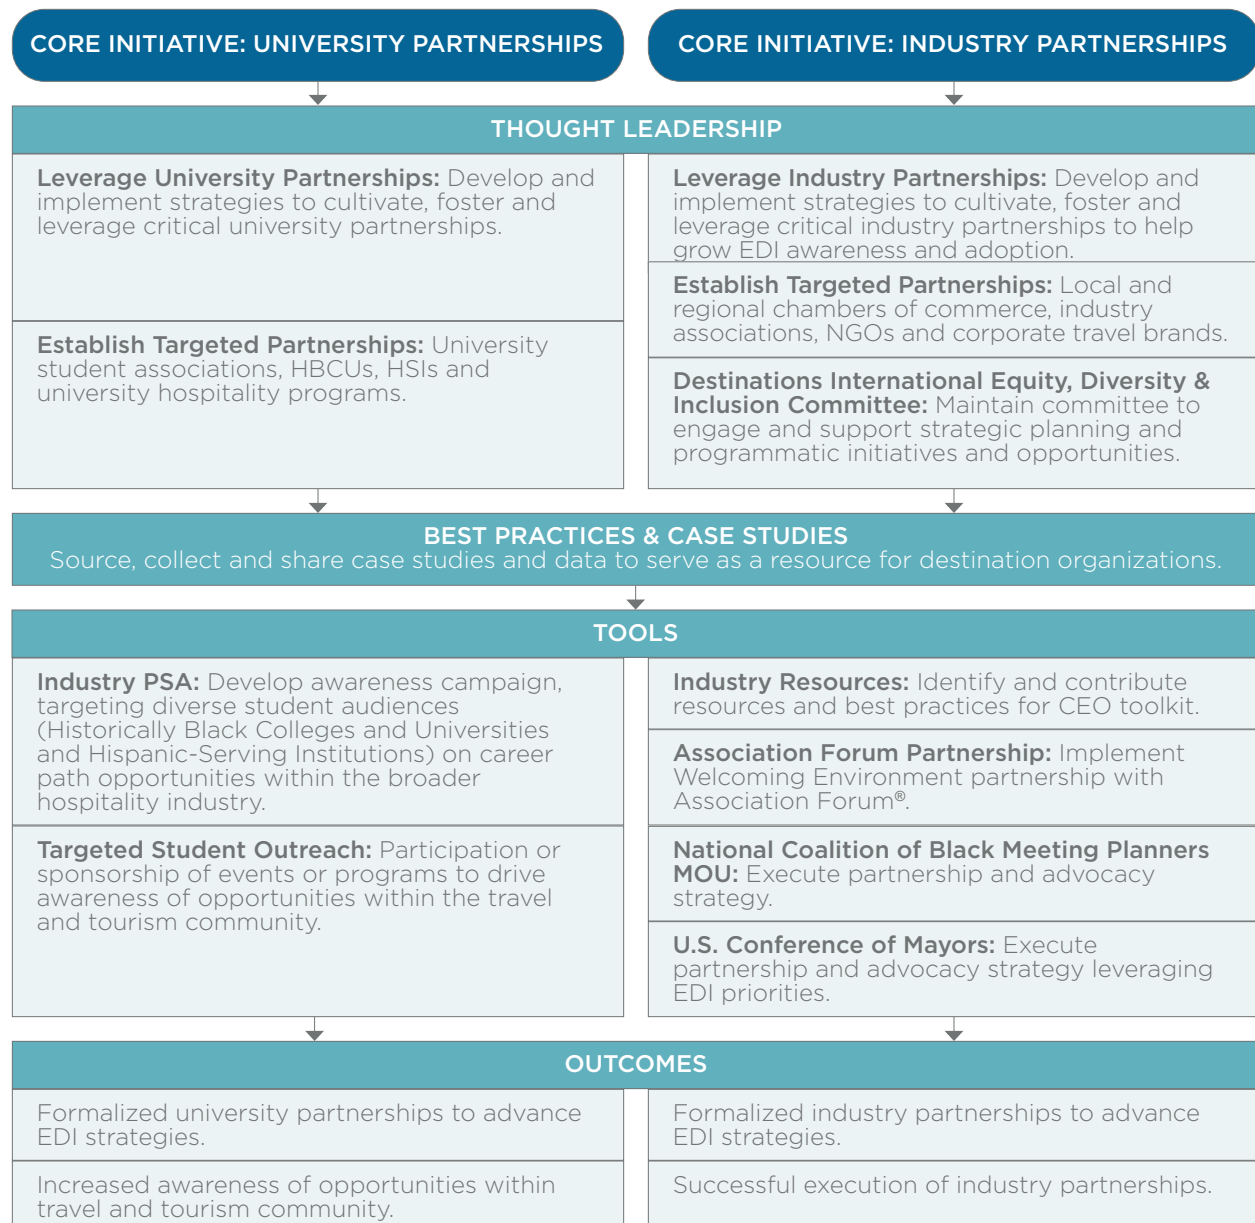 CORE INITIATIVE: UNIVERSITY PARTNERSHIPS
CORE INITIATIVE: INDUSTRY PARTNERSHIPS
THOUGHT LEADERSHIP
Leverage University Partnerships: Develop and
implement strategies to cultivate, foster and
leverage critical university partnerships.
Establish Targeted Partnerships: University
student associations, HBCUs, HSIs and
university hospitality programs.
Leverage Industry Partnerships: Develop and
implement strategies to cultivate, foster and
leverage critical industry partnerships to help
grow EDI awareness and adoption.
Establish Targeted Partnerships: Local and
regional chambers of commerce, industry
associations, NGOs and corporate travel brands.
Destinations International Equity, Diversity &
Inclusion Committee: Maintain committee to
engage and support strategic planning and
programmatic initiatives and opportunities.
BEST PRACTICES & CASE STUDIES
Source, collect and share case studies and data to serve as a resource for destination organizations.
TOOLS
Industry PSA: Develop awareness campaign,
targeting diverse student audiences
(Historically Black Colleges and Universities
and Hispanic-Serving Institutions) on career
path opportunities within the broader
hospitality industry.
Targeted Student Outreach: Participation or
sponsorship of events or programs to drive
awareness of opportunities within the travel
and tourism community.
Industry Resources: Identify and contribute
resources and best practices for CEO toolkit.
Association Forum Partnership: Implement
Welcoming Environment partnership with
Association Forum®.
National Coalition of Black Meeting Planners
MOU: Execute partnership and advocacy
strategy.
U.S. Conference of Mayors: Execute
partnership and advocacy strategy leveraging
EDI priorities.
OUTCOMES
Formalized university partnerships to advance
EDI strategies.
Increased awareness of opportunities within
travel and tourism community.
Formalized industry partnerships to advance
EDI strategies.
Successful execution of industry partnerships.